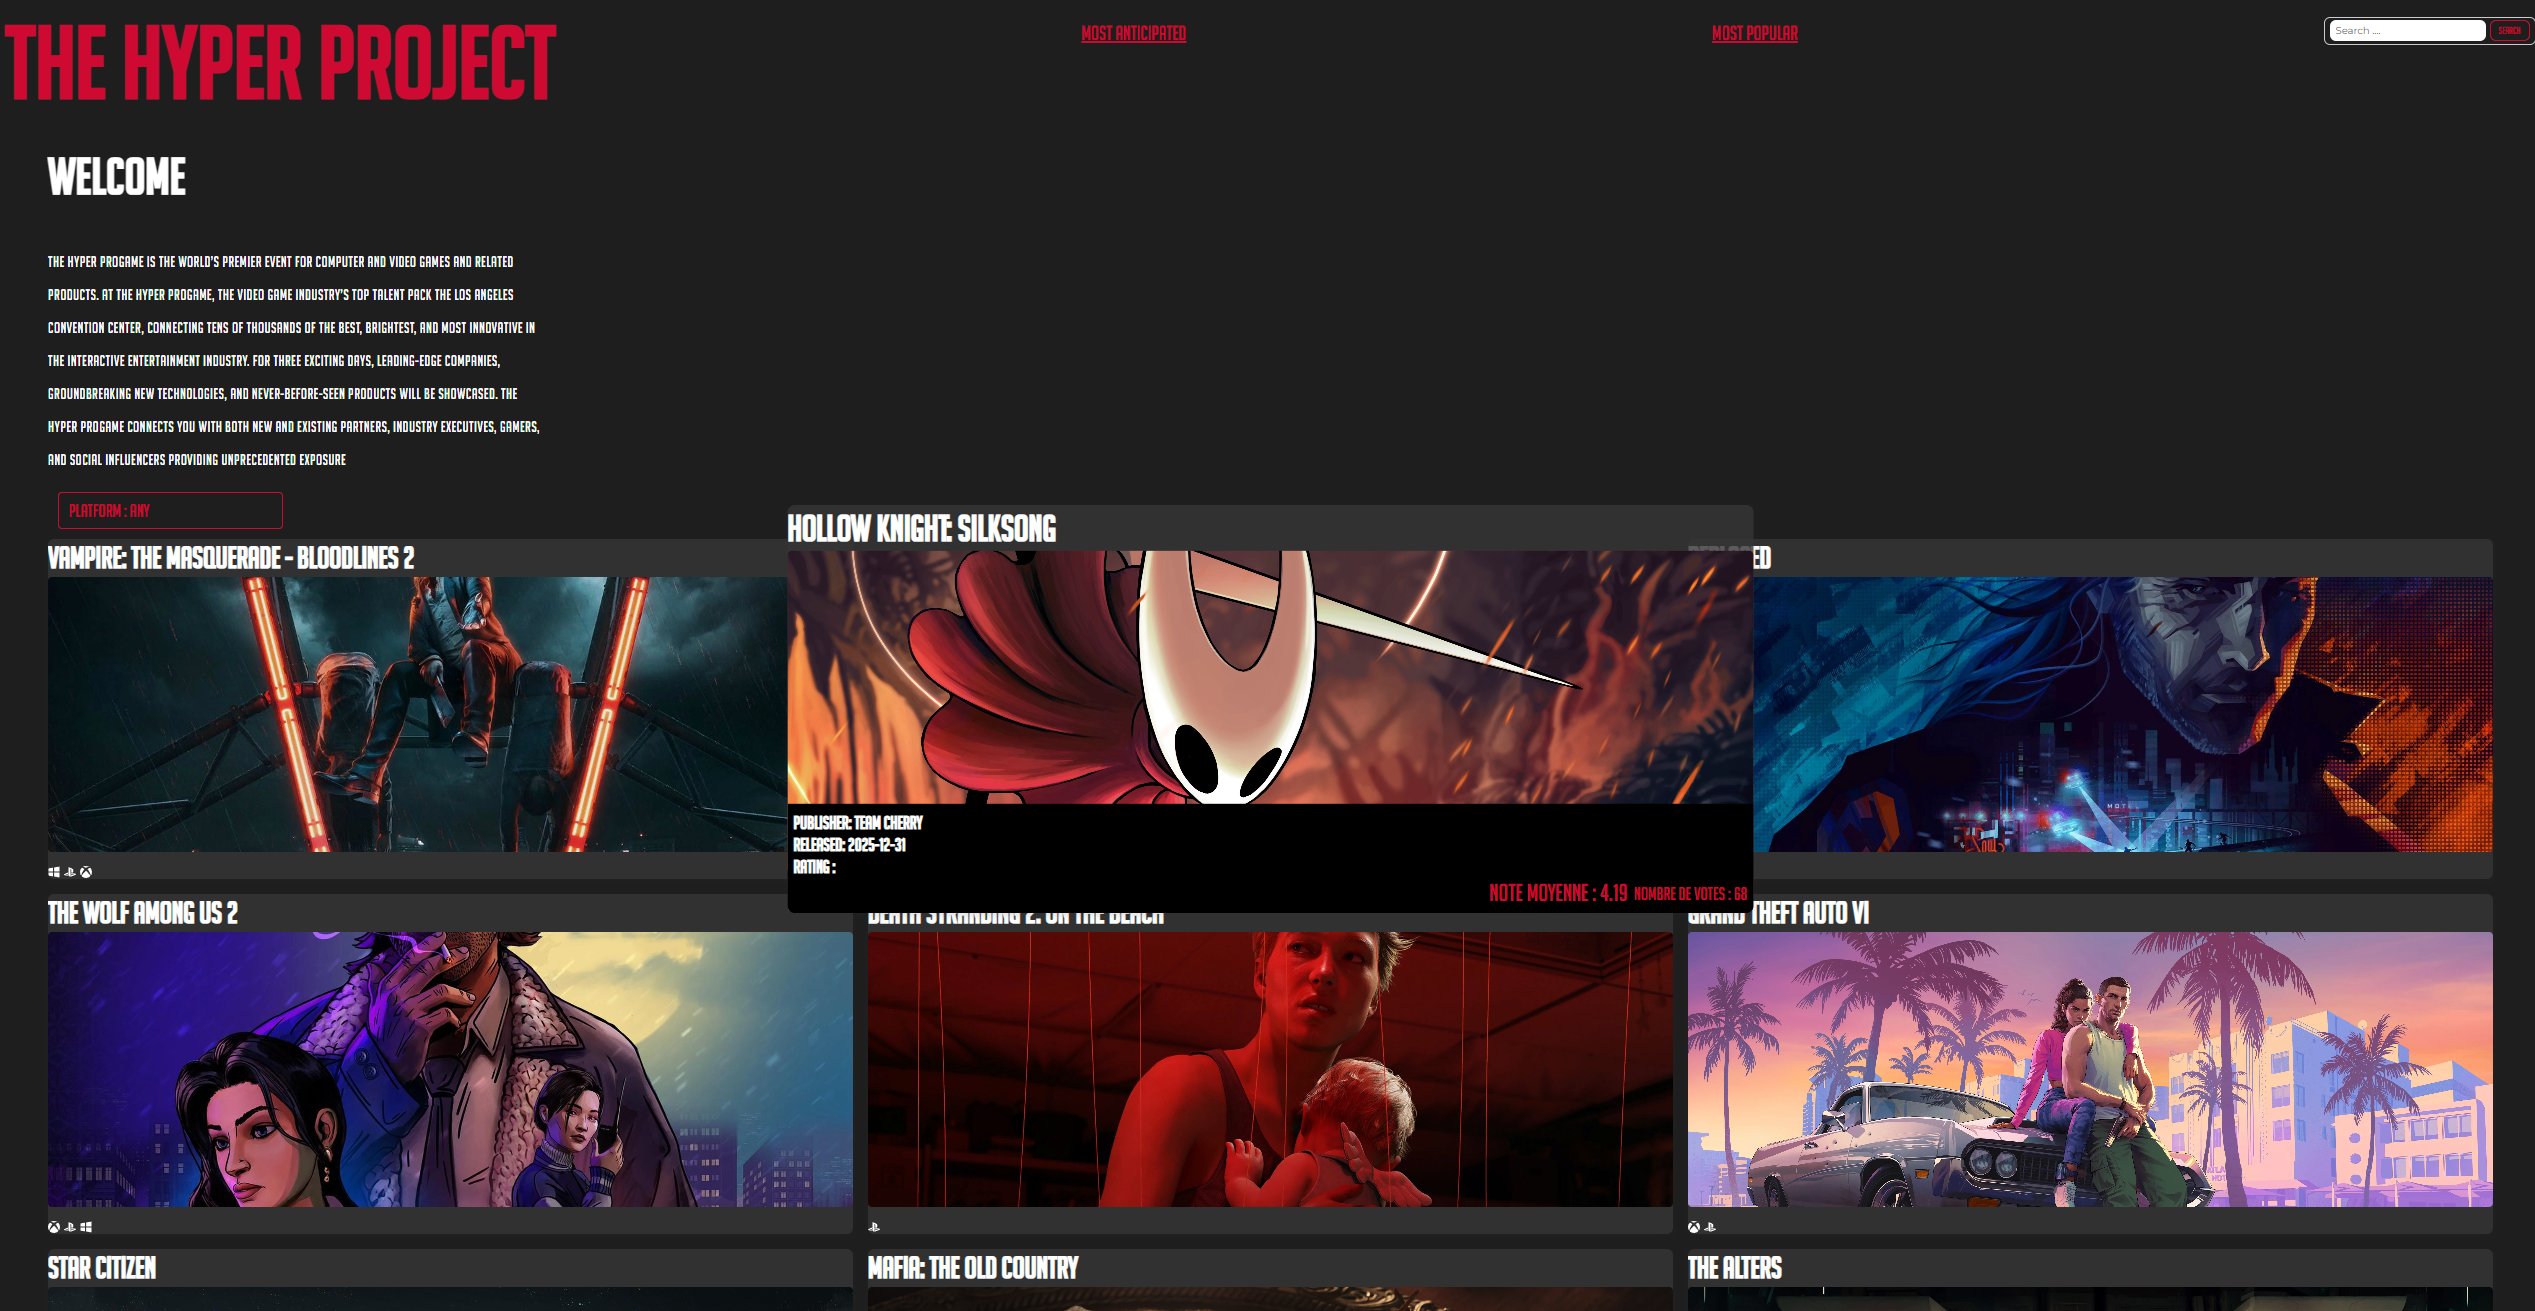 THE HYPER PROJECT
MOST ANTICIPATED
MOST POPULAR
Search ....
SEARCH
WELCOME
THE HYPER PROGAME IS THE WORLD'S PREMIER EVENT FOR COMPUTER AND VIDEO GAMES AND RELATED
PRODUCTS. AT THE HYPER PROGAME, THE VIDEO GAME INDUSTRY'S TOP TALENT PACK THE LOS ANGELES
CONVENTION CENTER, CONNECTING TENS OF THOUSANDS OF THE BEST, BRIGHTEST, AND MOST INNOVATIVE IN
THE INTERACTIVE ENTERTAINMENT INDUSTRY. FOR THREE EXCITING DAYS, LEADING-EDGE COMPANIES,
GROUNDBREAKING NEW TECHNOLOGIES, AND NEVER-BEFORE-SEEN PRODUCTS WILL BE SHOWCASED. THE
HYPER PROGAME CONNECTS YOU WITH BOTH NEW AND EXISTING PARTNERS, INDUSTRY EXECUTIVES, GAMERS,
AND SOCIAL INFLUENCERS PROVIDING UNPRECEDENTED EXPOSURE
PLATFORM : ANY
VAMPIRE: THE MASQUERADE - BLOODLINES 2
HOLLOW KNIGHT: SILKSONG
PUBLISHER: TEAM CHERRY
RELEASED: 2025-12-31
RATING :
NOTE MOYENNE : 4.19 NOMBRE DE VOTES : 68
THE WOLF AMONG US 2
DEATH STRANDING 2: ON THE BEACH
GRAND THEFT AUTO VI
STAR CITIZEN
MAFIA: THE OLD COUNTRY
THE ALTERS